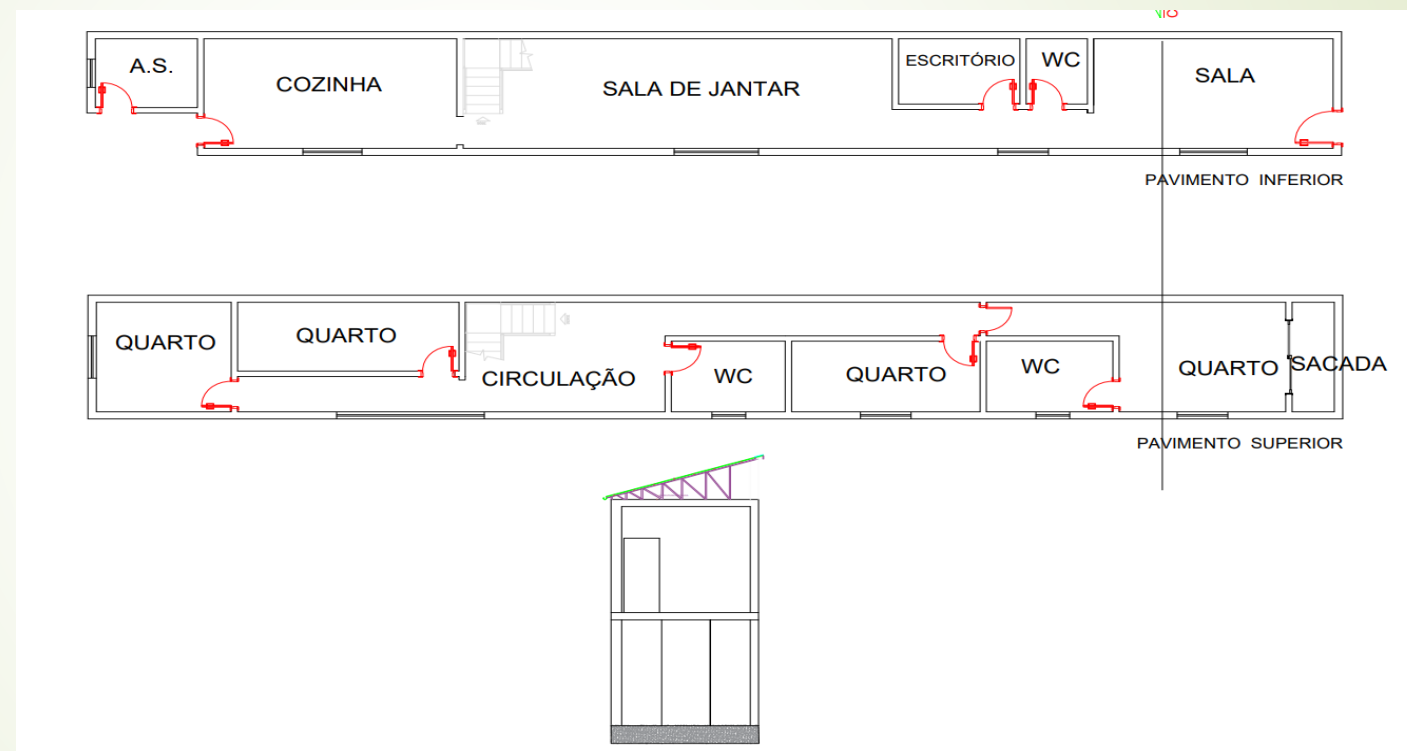 A.S.
COZINHA
SALA DE JANTAR
ESCRITÓRIO
WC
SALA
PAVIMENTO INFERIOR
QUARTO
QUARTO
CIRCULAÇÃO
WC
QUARTO
WC
QUARTO
SACADA
PAVIMENTO SUPERIOR